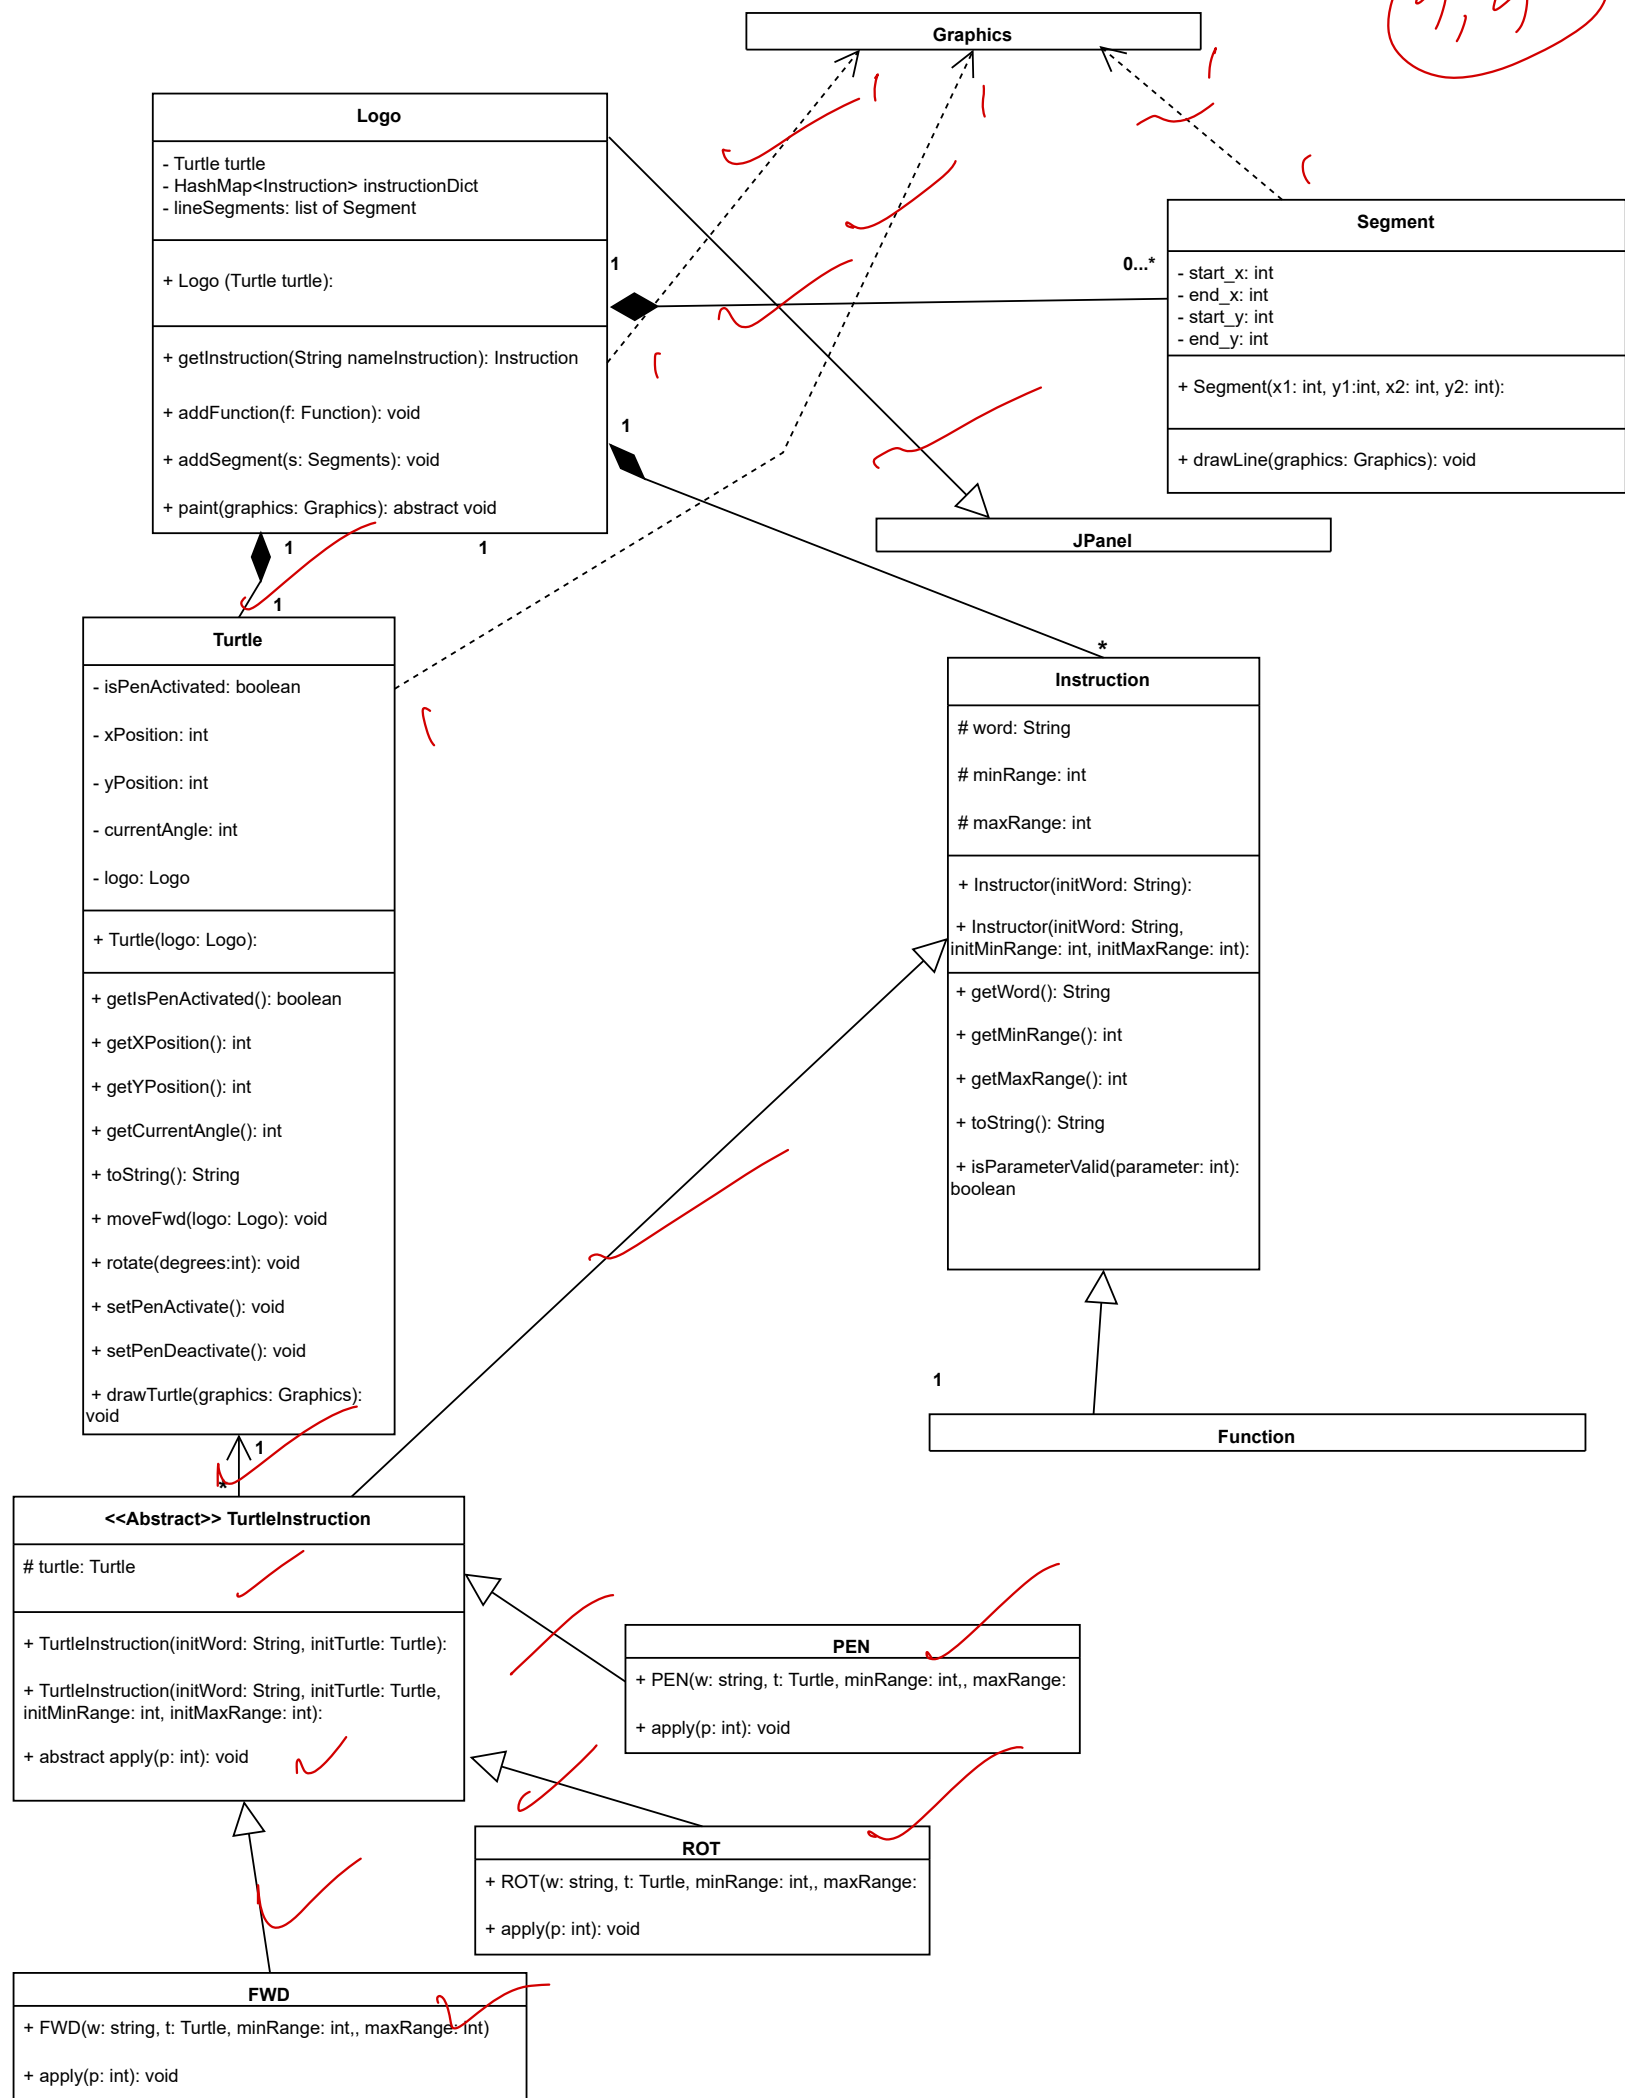 Graphics
Logo
- Turtle turtle
- HashMap<Instruction> instructionDict
- lineSegments: list of Segment
+ Logo (Turtle turtle):
+ getInstruction(String nameInstruction): Instruction
+ addFunction(f: Function): void
+ addSegment(s: Segments): void
+ paint(graphics: Graphics): abstract void
1
0...*
1
1
1
1
Segment
- start_x: int
- end_x: int
- start_y: int
- end_y: int
+ Segment(x1: int, y1:int, x2: int, y2: int):
+ drawLine(graphics: Graphics): void
JPanel
Turtle
- isPenActivated: boolean
- xPosition: int
- yPosition: int
- currentAngle: int
- logo: Logo
+ Turtle(logo: Logo):
+ getIsPenActivated(): boolean
+ getXPosition(): int
+ getYPosition(): int
+ getCurrentAngle(): int
+ toString(): String
+ moveFwd(logo: Logo): void
+ rotate(degrees:int): void
+ setPenActivate(): void
+ setPenDeactivate(): void
+ drawTurtle(graphics: Graphics):
void
*
Instruction
# word: String
# minRange: int
# maxRange: int
+ Instructor(initWord: String):
+ Instructor(initWord: String,
initMinRange: int, initMaxRange: int):
+ getWord(): String
+ getMinRange(): int
+ getMaxRange(): int
+ toString(): String
+ isParameterValid(parameter: int):
boolean
1
Function
1
*
<<Abstract>> TurtleInstruction
# turtle: Turtle
+ TurtleInstruction(initWord: String, initTurtle: Turtle):
+ TurtleInstruction(initWord: String, initTurtle: Turtle,
initMinRange: int, initMaxRange: int):
+ abstract apply(p: int): void
PEN
+ PEN(w: string, t: Turtle, minRange: int,, maxRange:
+ apply(p: int): void
ROT
+ ROT(w: string, t: Turtle, minRange: int,, maxRange:
+ apply(p: int): void
FWD
+ FWD(w: string, t: Turtle, minRange: int,, maxRange: int)
+ apply(p: int): void